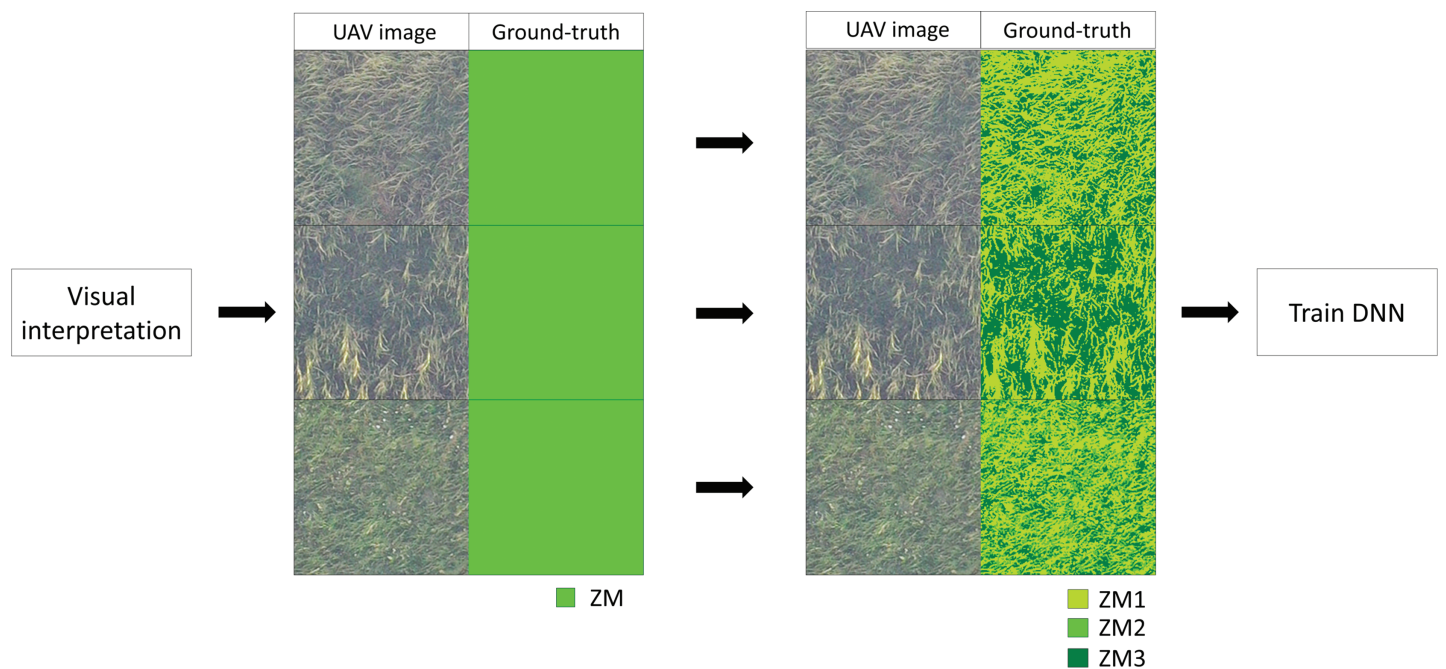 UAV image
Ground-truth
UAV image
Ground-truth
Visual
interpretation
Train DNN
ZM
ZM1
ZM2
ZM3